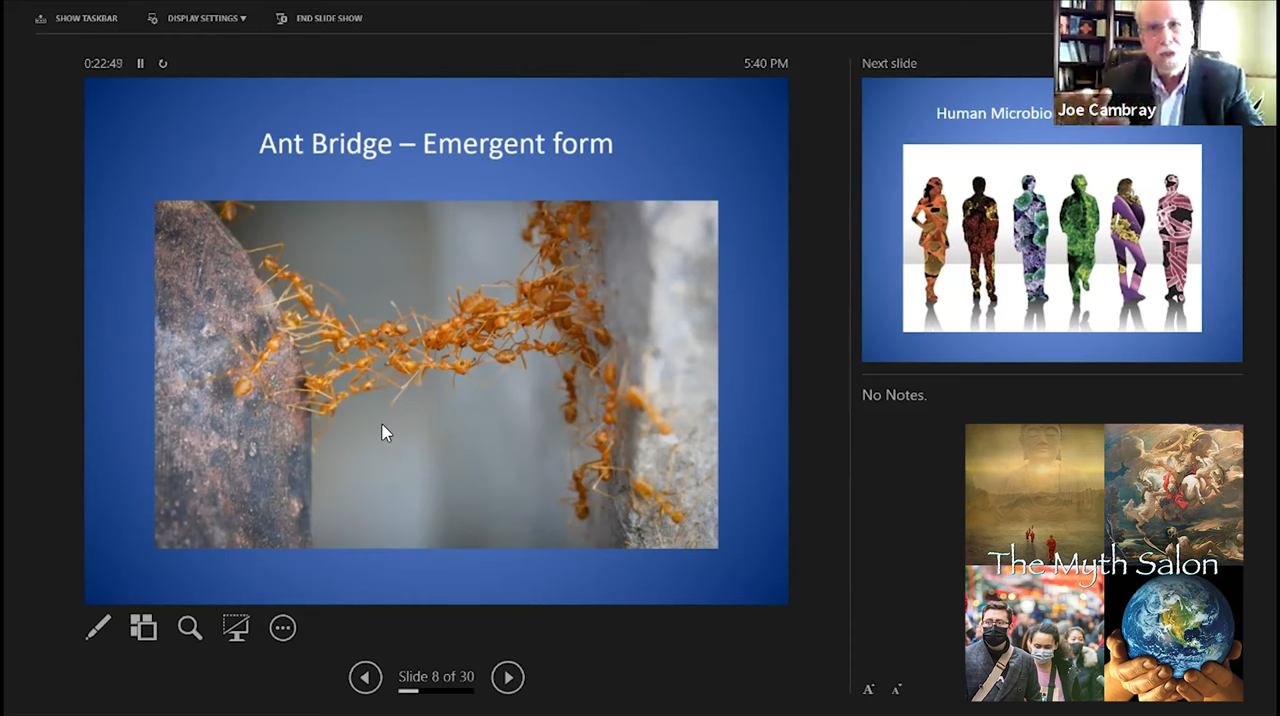 SHOW TASKBAR
DISPLAY SETTINGS ▼
END SLIDE SHOW
0:22:49
5:40 PM
Next slide
Ant Bridge – Emergent form
Human Microbio
Joe Cambray
No Notes.
The Myth Salon
Slide 8 of 30
A
A